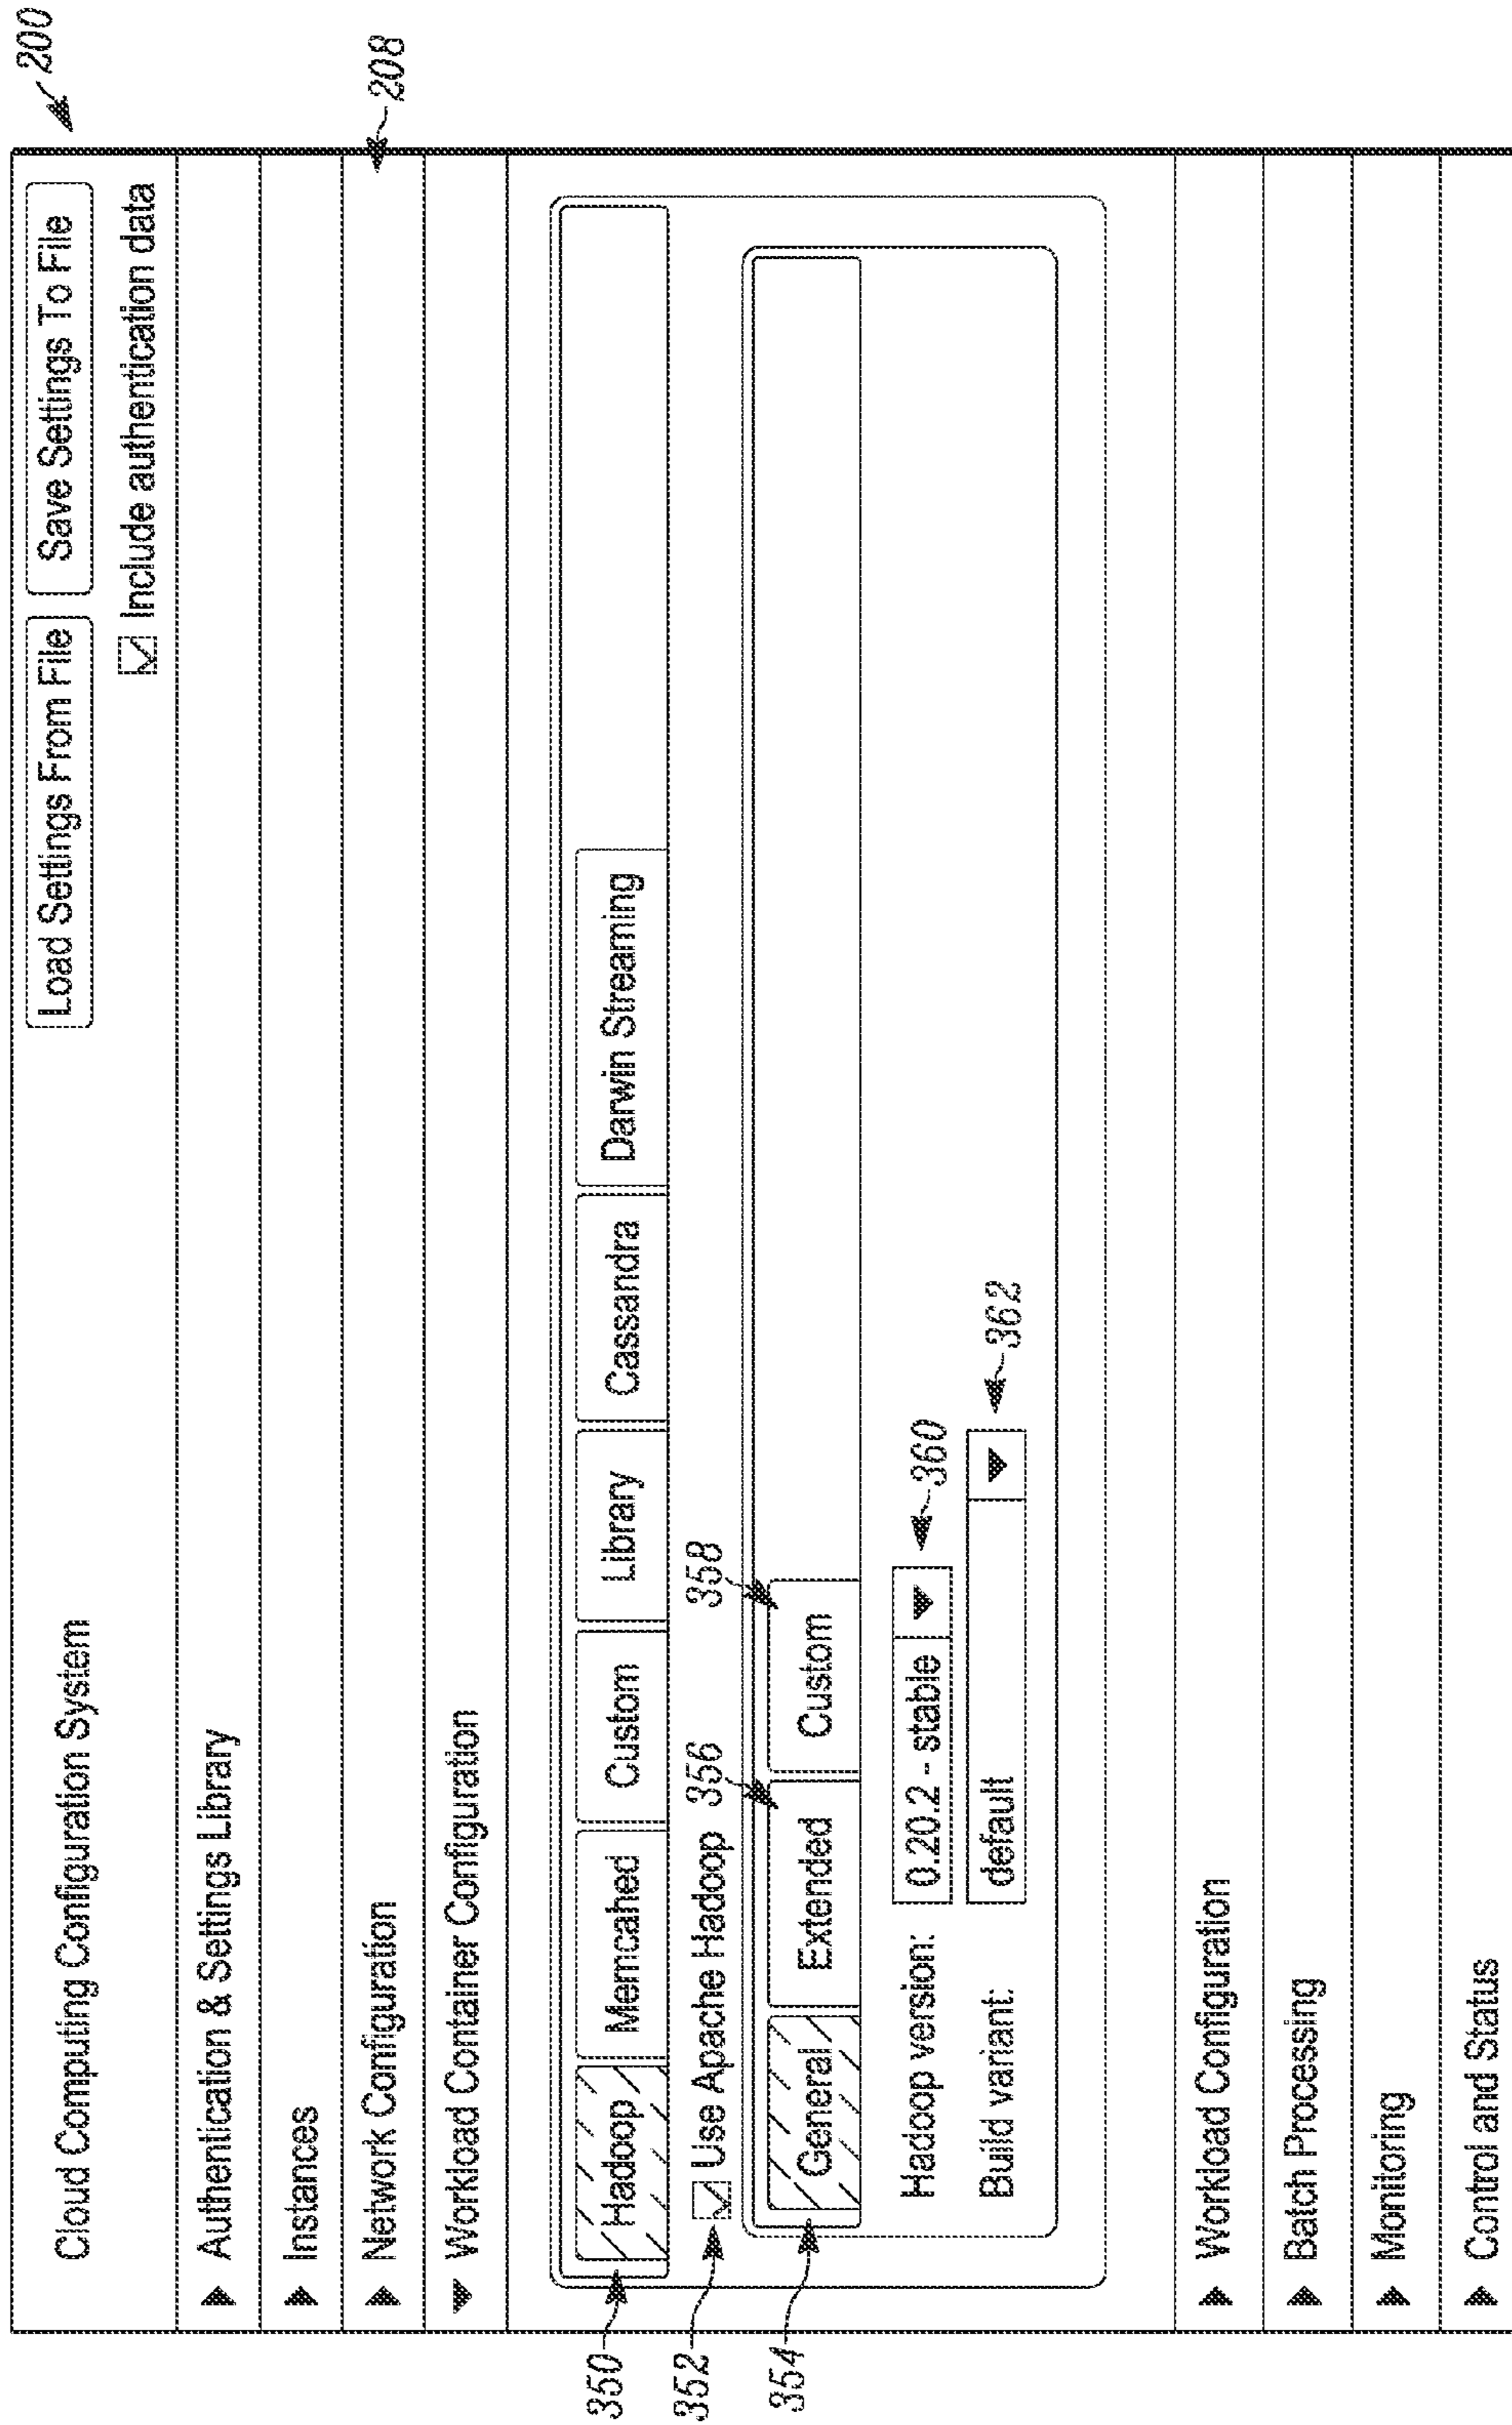 200
Cloud Computing Configuration System
Load Settings From File
Save Settings To File
Include authentication data
Authentication & Settings Library
Instances
Network Configuration
208
Workload Container Configuration
350
Hadoop
Memcahed
Custom
Library
Cassandra
Darwin Streaming
352
Use Apache Hadoop
356
358
354
General
Extended
Custom
Hadoop version:
0.20.2 - stable
360
Build variant:
default
362
Workload Configuration
Batch Processing
Monitoring
Control and Status